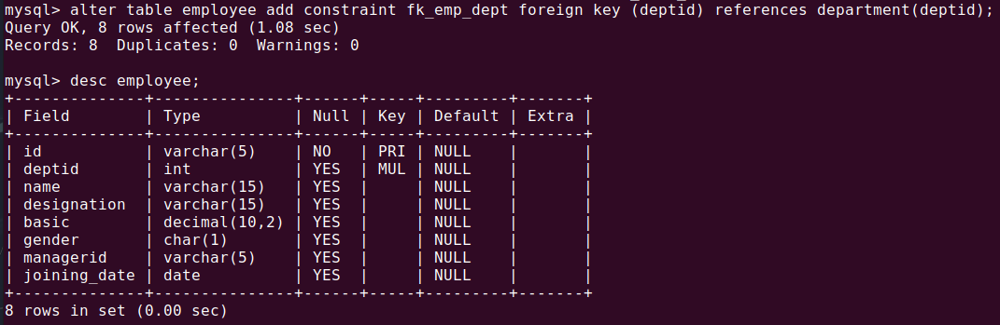 mysql> alter table employee add constraint fk_emp_dept foreign key (deptid) references department(deptid);
Query OK, 8 rows affected (1.08 sec)
Records: 8  Duplicates: 0  Warnings: 0

mysql> desc employee;
+--------------+---------------+------+-----+---------+-------+
| Field        | Type          | Null | Key | Default | Extra |
+--------------+---------------+------+-----+---------+-------+
| id           | varchar(5)    | NO   | PRI | NULL    |       |
| deptid       | int           | YES  | MUL | NULL    |       |
| name         | varchar(15)   | YES  |     | NULL    |       |
| designation  | varchar(15)   | YES  |     | NULL    |       |
| basic        | decimal(10,2) | YES  |     | NULL    |       |
| gender       | char(1)       | YES  |     | NULL    |       |
| managerid    | varchar(5)    | YES  |     | NULL    |       |
| joining_date | date          | YES  |     | NULL    |       |
+--------------+---------------+------+-----+---------+-------+
8 rows in set (0.00 sec)